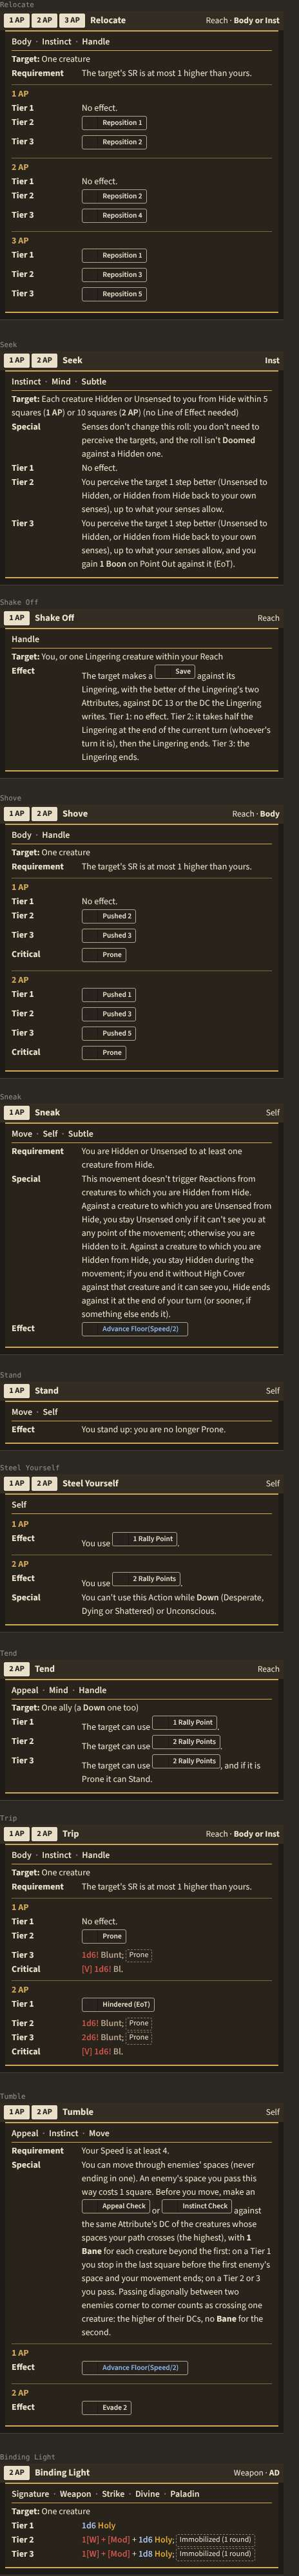 Relocate
1 AP 2 AP 3 AP Relocate Reach · Body or Inst
Body · Instinct · Handle
Target: One creature
Requirement The target's SR is at most 1 higher than yours.
1 AP
Tier 1 No effect.
Tier 2 Reposition 1
Tier 3 Reposition 2
2 AP
Tier 1 No effect.
Tier 2 Reposition 2
Tier 3 Reposition 4
3 AP
Tier 1 Reposition 1
Tier 2 Reposition 3
Tier 3 Reposition 5
Seek
1 AP 2 AP Seek Inst
Instinct · Mind · Subtle
Target: Each creature Hidden or Unsensed to you from Hide within 5
squares (1 AP) or 10 squares (2 AP) (no Line of Effect needed)
Special Senses don't change this roll: you don't need to
perceive the targets, and the roll isn't Doomed
against a Hidden one.
Tier 1 No effect.
Tier 2 You perceive the target 1 step better (Unsensed to
Hidden, or Hidden from Hide back to your own
senses), up to what your senses allow.
Tier 3 You perceive the target 1 step better (Unsensed to
Hidden, or Hidden from Hide back to your own
senses), up to what your senses allow, and you
gain 1 Boon on Point Out against it (EoT).
Shake Off
1 AP Shake Off Reach
Handle
Target: You, or one Lingering creature within your Reach
Effect The target makes a Save against its
Lingering, with the better of the Lingering's two
Attributes, against DC 13 or the DC the Lingering
writes. Tier 1: no effect. Tier 2: it takes half the
Lingering at the end of the current turn (whoever's
turn it is), then the Lingering ends. Tier 3: the
Lingering ends.
Shove
1 AP 2 AP Shove Reach · Body
Body · Handle
Target: One creature
Requirement The target's SR is at most 1 higher than yours.
1 AP
Tier 1 No effect.
Tier 2 Pushed 2
Tier 3 Pushed 3
Critical Prone
2 AP
Tier 1 Pushed 1
Tier 2 Pushed 3
Tier 3 Pushed 5
Critical Prone
Sneak
1 AP Sneak Self
Move · Self · Subtle
Requirement You are Hidden or Unsensed to at least one
creature from Hide.
Special This movement doesn't trigger Reactions from
creatures to which you are Hidden from Hide.
Against a creature to which you are Unsensed from
Hide, you stay Unsensed only if it can't see you at
any point of the movement; otherwise you are
Hidden to it. Against a creature to which you are
Hidden from Hide, you stay Hidden during the
movement; if you end it without High Cover
against that creature and it can see you, Hide ends
against it at the end of your turn (or sooner, if
something else ends it).
Effect Advance Floor(Speed/2)
Stand
1 AP Stand Self
Move · Self
Effect You stand up: you are no longer Prone.
Steel Yourself
1 AP 2 AP Steel Yourself Self
Self
1 AP
Effect You use 1 Rally Point.
2 AP
Effect You use 2 Rally Points.
Special You can't use this Action while Down (Desperate,
Dying or Shattered) or Unconscious.
Tend
2 AP Tend Reach
Appeal · Mind · Handle
Target: One ally (a Down one too)
Tier 1 The target can use 1 Rally Point.
Tier 2 The target can use 2 Rally Points.
Tier 3 The target can use 2 Rally Points, and if it is
Prone it can Stand.
Trip
1 AP 2 AP Trip Reach · Body or Inst
Body · Instinct · Handle
Target: One creature
Requirement The target's SR is at most 1 higher than yours.
1 AP
Tier 1 No effect.
Tier 2 Prone
Tier 3 1d6! Blunt; Prone
Critical [V] 1d6! Bl.
2 AP
Tier 1 Hindered (EoT)
Tier 2 1d6! Blunt; Prone
Tier 3 2d6! Blunt; Prone
Critical [V] 1d6! Bl.
Tumble
1 AP 2 AP Tumble Self
Appeal · Instinct · Move
Requirement Your Speed is at least 4.
Special You can move through enemies' spaces (never
ending in one). An enemy's space you pass this
way costs 1 square. Before you move, make an
Appeal Check or Instinct Check against
the same Attribute's DC of the creatures whose
spaces your path crosses (the highest), with 1
Bane for each creature beyond the first: on a Tier 1
you stop in the last square before the first enemy's
space and your movement ends; on a Tier 2 or 3
you pass. Passing diagonally between two
enemies corner to corner counts as crossing one
creature: the higher of their DCs, no Bane for the
second.
1 AP
Effect Advance Floor(Speed/2)
2 AP
Effect Evade 2
Binding Light
2 AP Binding Light Weapon · AD
Signature · Weapon · Strike · Divine · Paladin
Target: One creature
Tier 1 1d6 Holy
Tier 2 1[W] + [Mod] + 1d6 Holy; Immobilized (1 round)
Tier 3 1[W] + [Mod] + 1d8 Holy; Immobilized (1 round)